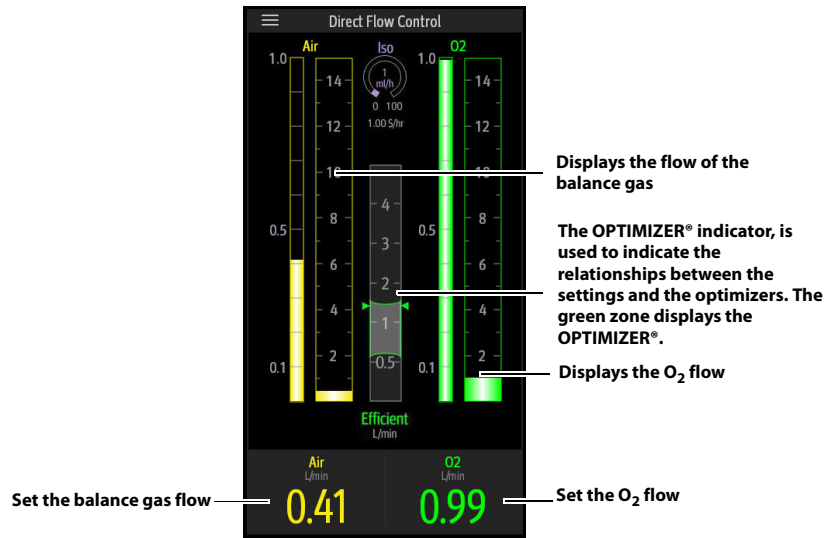 Direct Flow Control
Air
Iso
O2
1.0
1.0
1
ml/h
0 100
1.00 $/hr
14
14
12
12
10
10
8
8
0.5
0.5
6
6
4
4
2
2
0.1
0.1
4
3
2
1
0.5
Efficient
L/min
Air
L/min
0.41
O2
L/min
0.99
Displays the flow of the
balance gas
The OPTIMIZER® indicator, is
used to indicate the
relationships between the
settings and the optimizers. The
green zone displays the
OPTIMIZER®.
Displays the O2 flow
Set the balance gas flow
Set the O2 flow